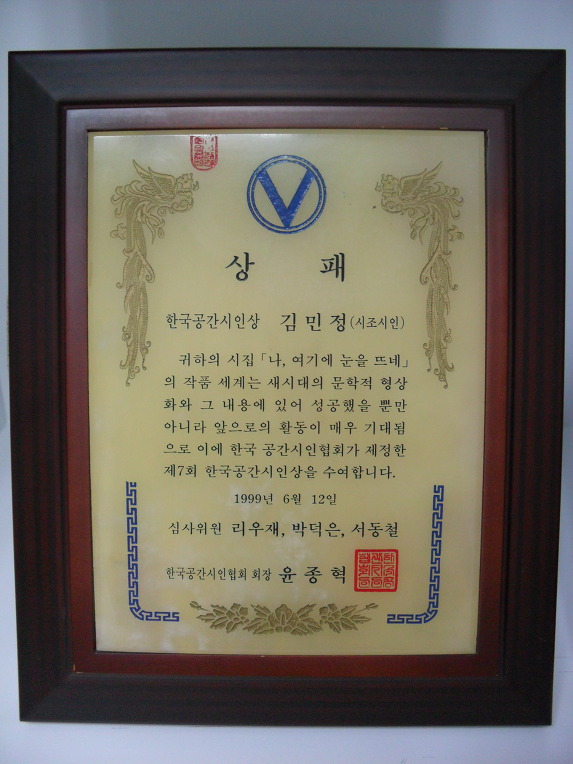 V
상 패
한국공간시인상 김민정(시조시인)
귀하의 시집 「나, 여기에 눈을 뜨네」
의 작품 세계는 새시대의 문학적 형상
화와 그 내용에 있어 성공했을 뿐만
아니라 앞으로의 활동이 매우 기대됨
으로 이에 한국 공간시인협회가 제정한
제7회 한국공간시인상을 수여합니다.
1999년 6월 12일
심사위원 리우재, 박덕은, 서동철
한국공간시인협회 회장 윤종혁